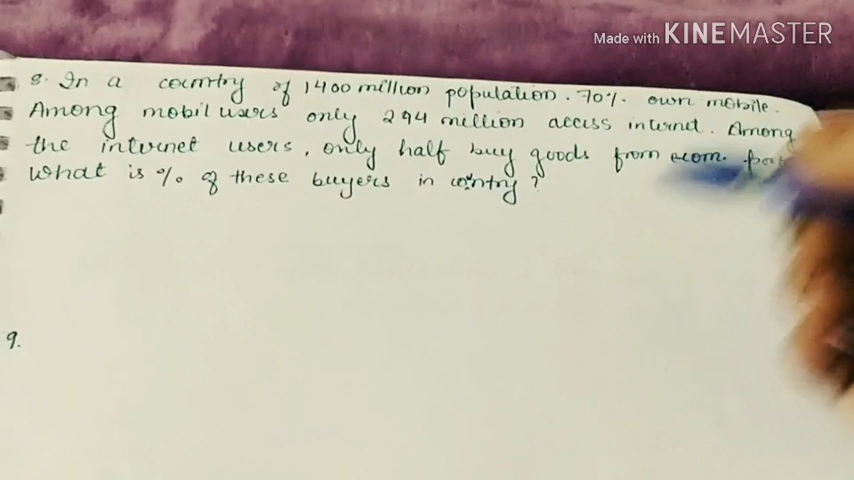 Made with KINEMASTER
8. In a country of 1400 million population. 70% own mobile.
Among mobil users only 294 million access internet. Among
the internet users, only half buy goods from ecom.
What is % of these buyers in country?
9.